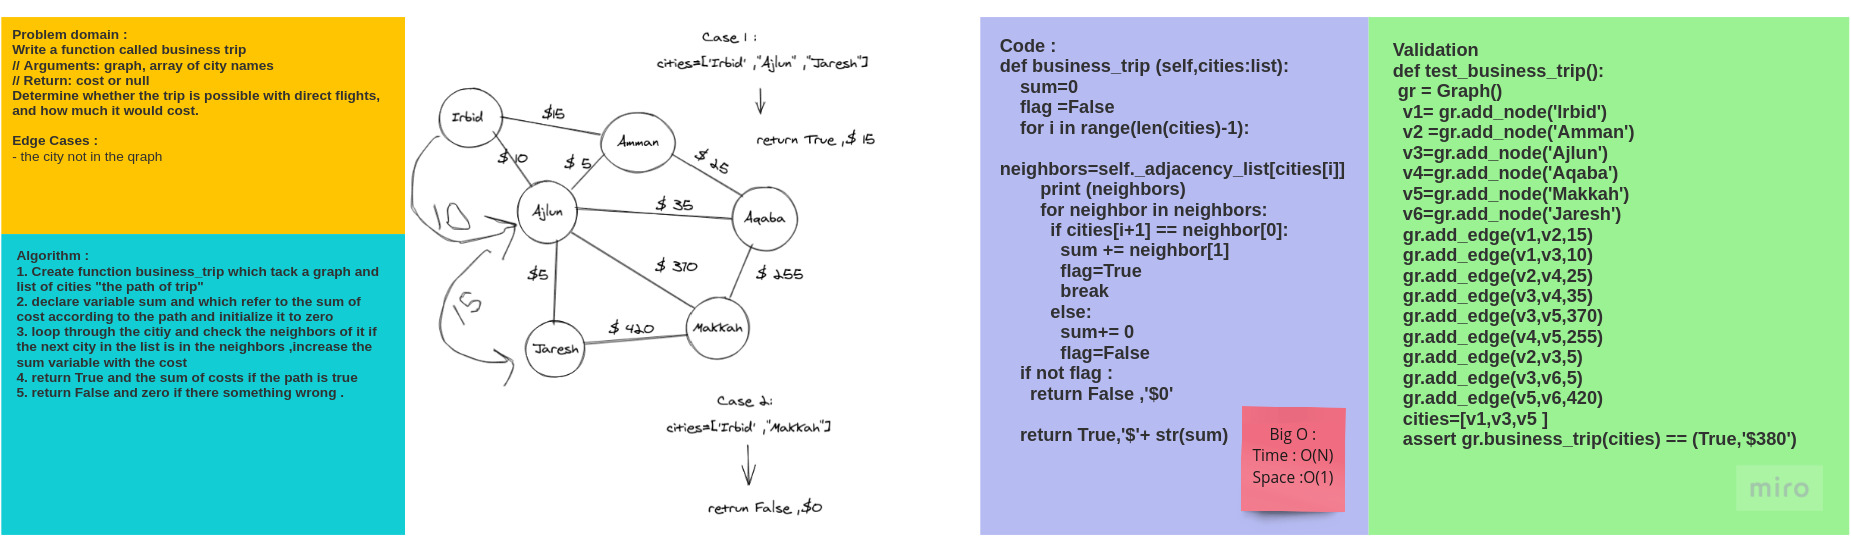 Problem domain :
Write a function called business trip
// Arguments: graph, array of city names
// Return: cost or null
Determine whether the trip is possible with direct flights,
and how much it would cost.
Edge Cases :
- the city not in the qraph
Algorithm :
1. Create function business_trip which tack a graph and
list of cities "the path of trip"
2. declare variable sum and which refer to the sum of
cost according to the path and initialize it to zero
3. loop through the citiy and check the neighbors of it if
the next city in the list is in the neighbors ,increase the
sum variable with the cost
4. return True and the sum of costs if the path is true
5. return False and zero if there something wrong .
Case 1 :
cities=['Irbid' ,"Ajlun" ,"Jaresh"]
return True ,$ 15
Irbid
$15
Amman
$ 10
$ 5
$ 25
Ajlun
$ 35
Aqaba
10
$5
$ 370
$ 255
15
Jaresh
$ 420
Makkah
Case 2:
cities=['Irbid' ,"Makkah"]
retrun False ,$0
Code :
def business_trip (self,cities:list):
sum=0
flag =False
for i in range(len(cities)-1):
neighbors=self._adjacency_list[cities[i]]
print (neighbors)
for neighbor in neighbors:
if cities[i+1] == neighbor[0]:
sum += neighbor[1]
flag=True
break
else:
sum+= 0
flag=False
if not flag :
return False ,'$0'
return True,'$'+ str(sum)
Big O :
Time : O(N)
Space :O(1)
Validation
def test_business_trip():
gr = Graph()
v1= gr.add_node('Irbid')
v2 =gr.add_node('Amman')
v3=gr.add_node('Ajlun')
v4=gr.add_node('Aqaba')
v5=gr.add_node('Makkah')
v6=gr.add_node('Jaresh')
gr.add_edge(v1,v2,15)
gr.add_edge(v1,v3,10)
gr.add_edge(v2,v4,25)
gr.add_edge(v3,v4,35)
gr.add_edge(v3,v5,370)
gr.add_edge(v4,v5,255)
gr.add_edge(v2,v3,5)
gr.add_edge(v3,v6,5)
gr.add_edge(v5,v6,420)
cities=[v1,v3,v5 ]
assert gr.business_trip(cities) == (True,'$380')
miro